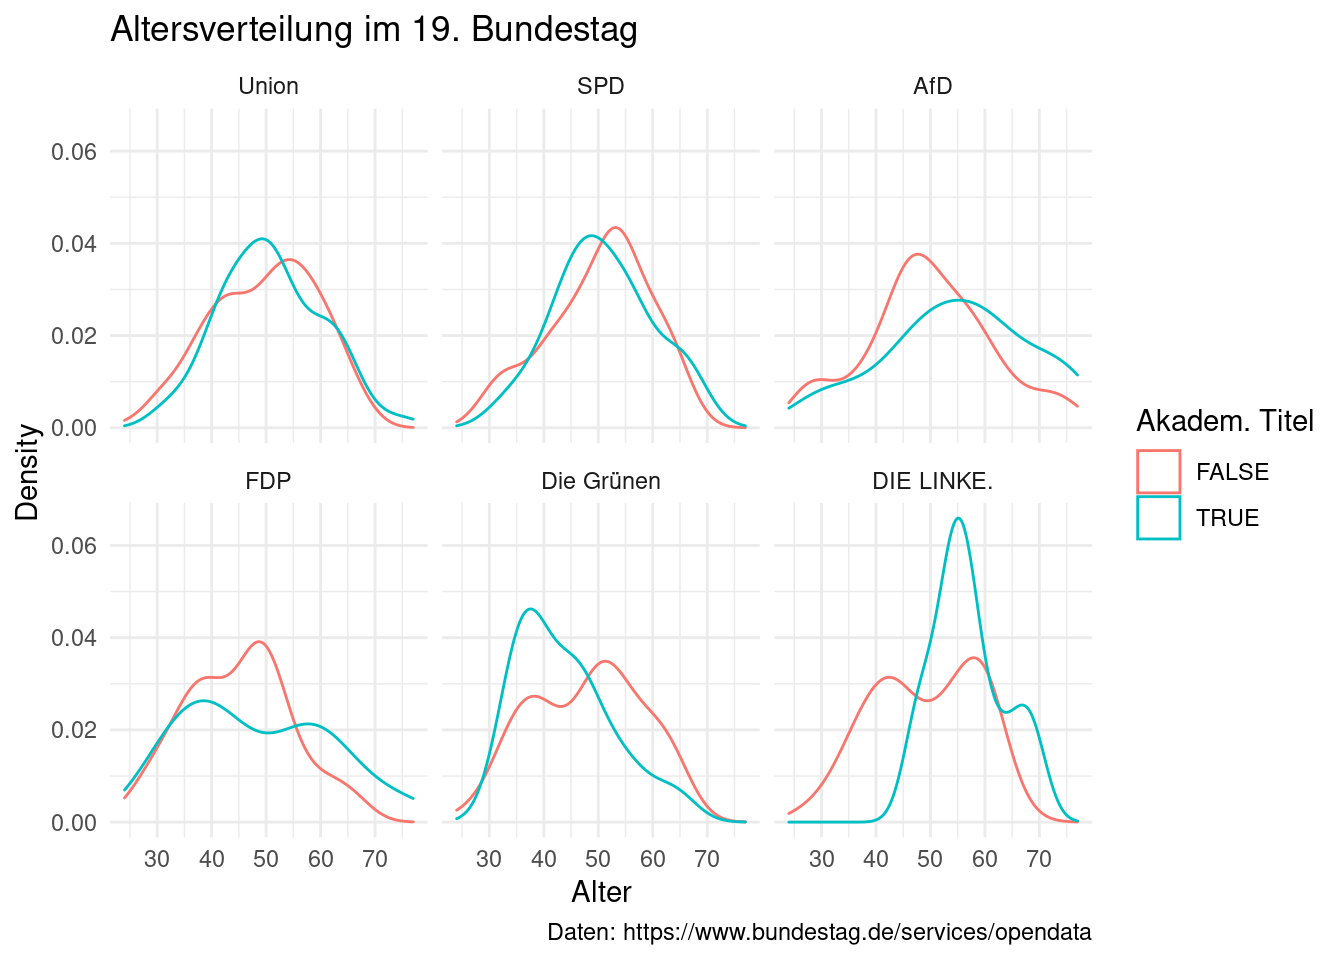 Altersverteilung im 19. Bundestag
Union
SPD
AfD
0.06
0.04
0.02
0.00
FDP
Die Grünen
DIE LINKE.
0.06
0.04
0.02
0.00
30 40 50 60 70
30 40 50 60 70
30 40 50 60 70
Density
Alter
Akadem. Titel
FALSE
TRUE
Daten: https://www.bundestag.de/services/opendata